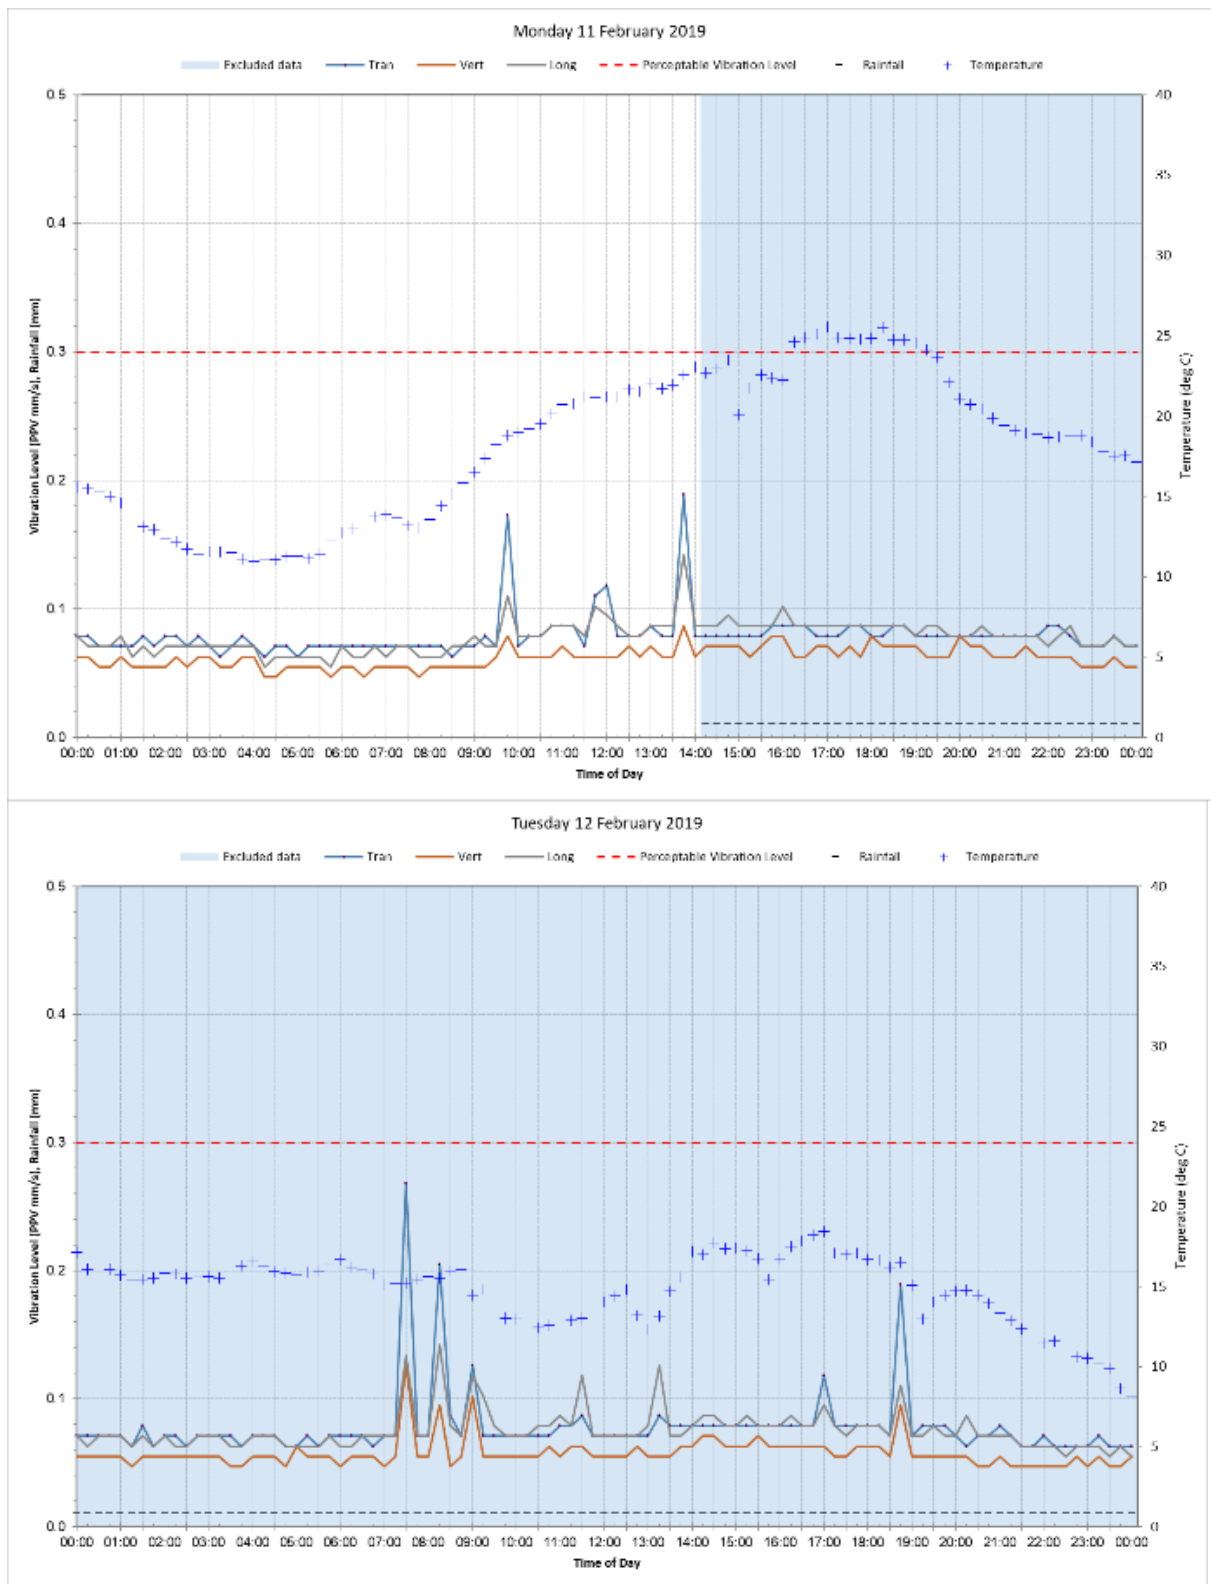 Monday 11 February 2019
Excluded data Tran Vert Long Perceptable Vibration Level Rainfall Temperature
0.5 40
35
0.4
30
25
0.3
20
0.2
15
10
0.1
5
0.0 0
Vibration Level [PPV mm/s], Rainfall [mm]
Temperature (deg C)
00:00 01:00 02:00 03:00 04:00 05:00 06:00 07:00 08:00 09:00 10:00 11:00 12:00 13:00 14:00 15:00 16:00 17:00 18:00 19:00 20:00 21:00 22:00 23:00 00:00
Time of Day
Tuesday 12 February 2019
Excluded data Tran Vert Long Perceptable Vibration Level Rainfall Temperature
0.5 40
35
0.4
30
25
0.3
20
0.2
15
10
0.1
5
0.0 0
Vibration Level [PPV mm/s], Rainfall [mm]
Temperature (deg C)
00:00 01:00 02:00 03:00 04:00 05:00 06:00 07:00 08:00 09:00 10:00 11:00 12:00 13:00 14:00 15:00 16:00 17:00 18:00 19:00 20:00 21:00 22:00 23:00 00:00
Time of Day